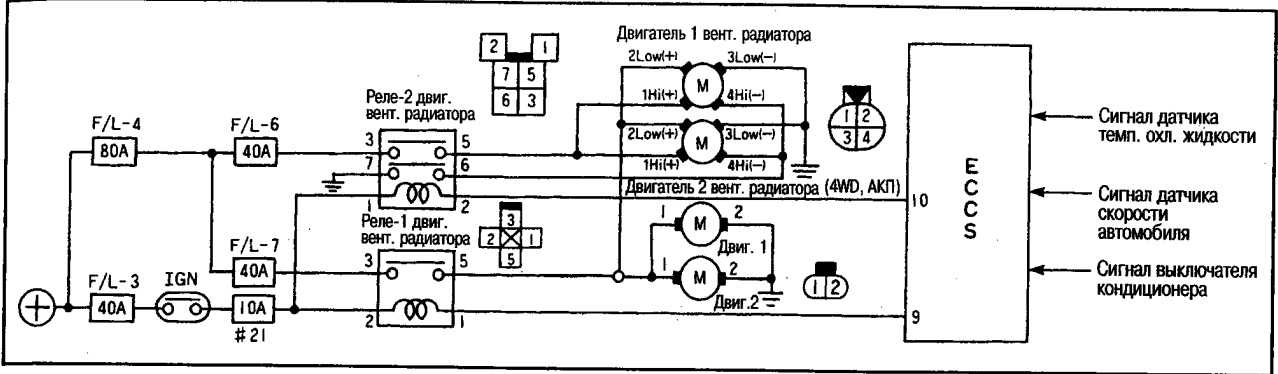 Двигатель 1 вент. радиатора
2Low(+) 3Low(-)
M
1Hi(+) 4Hi(-)
2Low(+) 3Low(-)
M
1Hi(+) 4Hi(-)
Двигатель 2 вент. радиатора (4WD, АКП)
2 1
7 5
6 3
1 2
3 4
Реле-2 двиг.
вент. радиатора
3 5
7 6
1 2
F/L-4
80A
F/L-6
40A
F/L-7
40A
F/L-3
40A
IGN
10A
#21
Реле-1 двиг.
вент. радиатора
3
2 1
5
3 5
2 1
1 M 2
Двиг. 1
1 M 2
Двиг.2
1 2
10
9
ECCS
Сигнал датчика
темп. охл. жидкости
Сигнал датчика
скорости
автомобиля
Сигнал выключателя
кондиционера